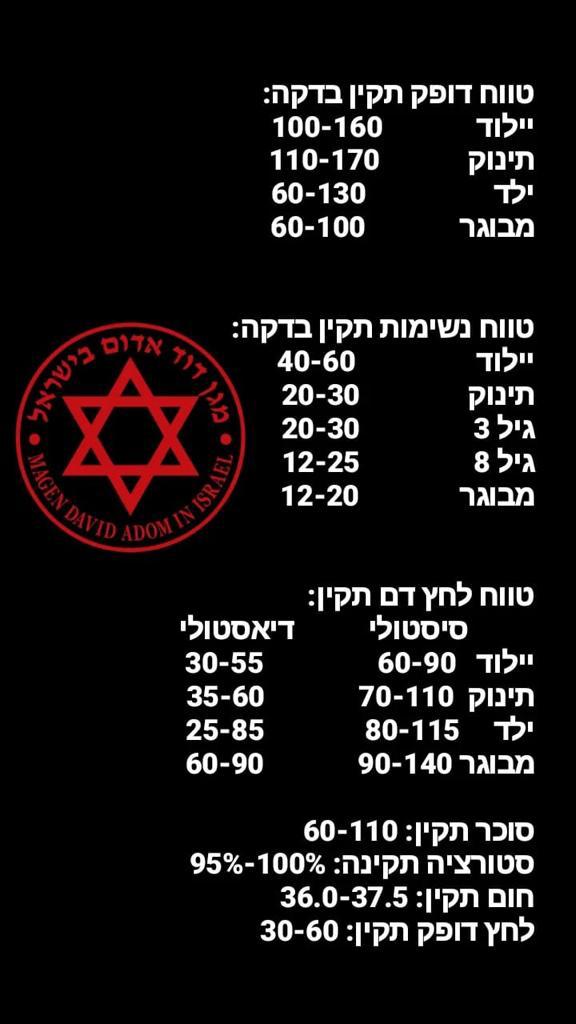 טווח דופק תקין בדקה:
יילוד 100-160
תינוק 110-170
ילד 60-130
מבוגר 60-100
טווח נשימות תקין בדקה:
יילוד 40-60
תינוק 20-30
גיל 3 20-30
גיל 8 12-25
מבוגר 12-20
מגן דוד אדום בישראל
MAGEN DAVID ADOM IN ISRAEL
טווח לחץ דם תקין:
סיסטולי דיאסטולי
יילוד 60-90 30-55
תינוק 70-110 35-60
ילד 80-115 25-85
מבוגר 90-140 60-90
סוכר תקין: 60-110
סטורציה תקינה: 95%-100%
חום תקין: 36.0-37.5
לחץ דופק תקין: 30-60